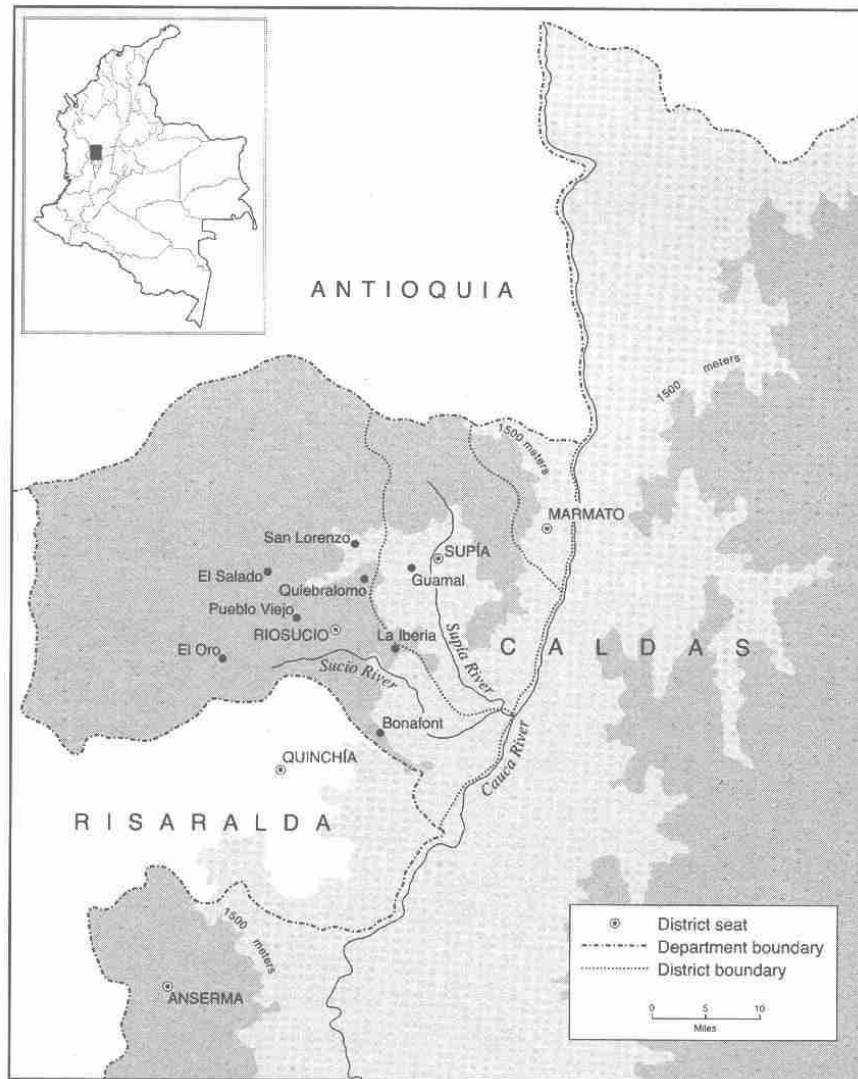 ANTIOQUIA
1500 meters
1500 meters
MARMATO
San Lorenzo
SUPÍA
El Salado
Guamal
Quiebralomo
Pueblo Viejo
RIOSUCIO
La Iberia
Supía River
CALDAS
El Oro
Sucio River
Bonafont
Cauca River
QUINCHÍA
RISARALDA
1500 meters
ANSERMA
District seat
Department boundary
District boundary
0 5 10
Miles